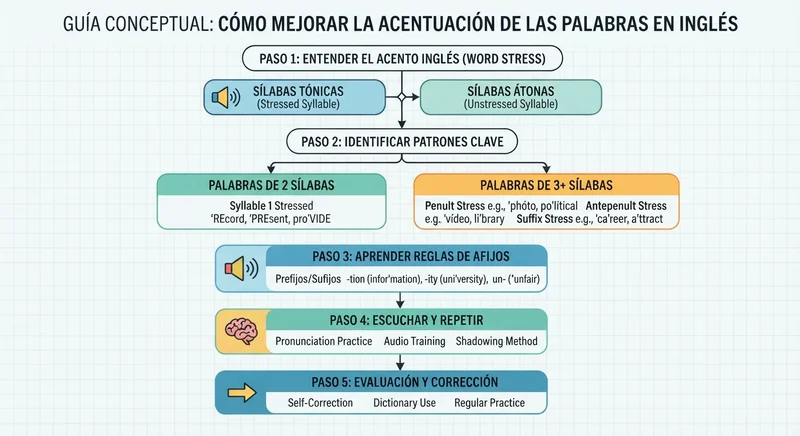 GUÍA CONCEPTUAL: CÓMO MEJORAR LA ACENTUACIÓN DE LAS PALABRAS EN INGLÉS
PASO 1: ENTENDER EL ACENTO INGLÉS (WORD STRESS)
SÍLABAS TÓNICAS
(Stressed Syllable)
SÍLABAS ÁTONAS
(Unstressed Syllable)
PASO 2: IDENTIFICAR PATRONES CLAVE
PALABRAS DE 2 SÍLABAS
Syllable 1 Stressed
'REcord, 'PREsent, pro'VIDE
PALABRAS DE 3+ SÍLABAS
Penult Stress e.g., 'phóto, po'lítical Antepenult Stress
e.g. 'vídeo, li'brary Suffix Stress e.g., 'ca'reer, a'ttract
PASO 3: APRENDER REGLAS DE AFIJOS
Prefijos/Sufijos -tion (infor'mation), -ity (uni'versity), un- ('unfair)
PASO 4: ESCUCHAR Y REPETIR
Pronunciation Practice Audio Training Shadowing Method
PASO 5: EVALUACIÓN Y CORRECCIÓN
Self-Correction Dictionary Use Regular Practice